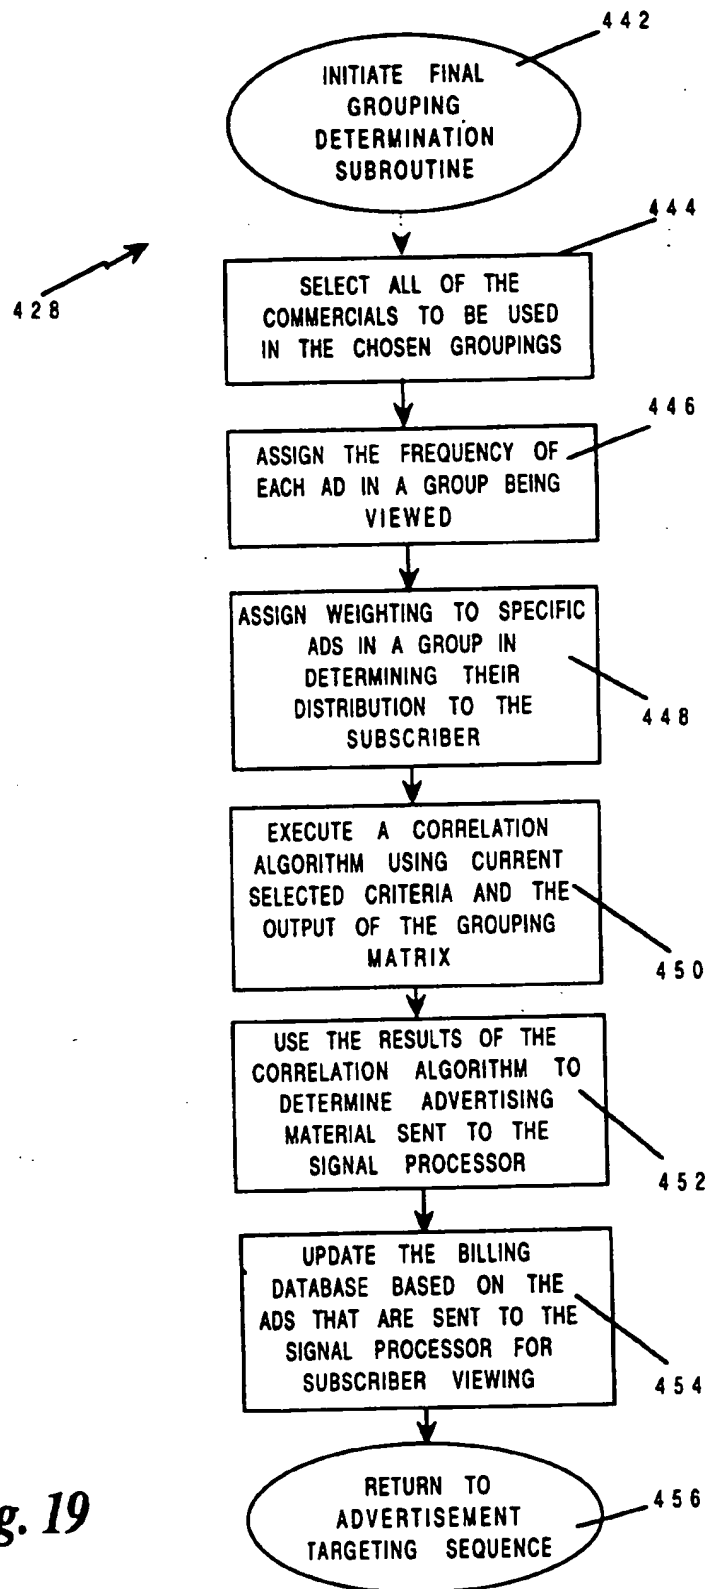 442
INITIATE FINAL
GROUPING
DETERMINATION
SUBROUTINE
428
444
SELECT ALL OF THE
COMMERCIALS TO BE USED
IN THE CHOSEN GROUPINGS
446
ASSIGN THE FREQUENCY OF
EACH AD IN A GROUP BEING
VIEWED
ASSIGN WEIGHTING TO SPECIFIC
ADS IN A GROUP IN
DETERMINING THEIR
DISTRIBUTION TO THE
SUBSCRIBER
448
EXECUTE A CORRELATION
ALGORITHM USING CURRENT
SELECTED CRITERIA AND THE
OUTPUT OF THE GROUPING
MATRIX
450
USE THE RESULTS OF THE
CORRELATION ALGORITHM TO
DETERMINE ADVERTISING
MATERIAL SENT TO THE
SIGNAL PROCESSOR
452
UPDATE THE BILLING
DATABASE BASED ON THE
ADS THAT ARE SENT TO THE
SIGNAL PROCESSOR FOR
SUBSCRIBER VIEWING
454
RETURN TO
ADVERTISEMENT
TARGETING SEQUENCE
456
g. 19